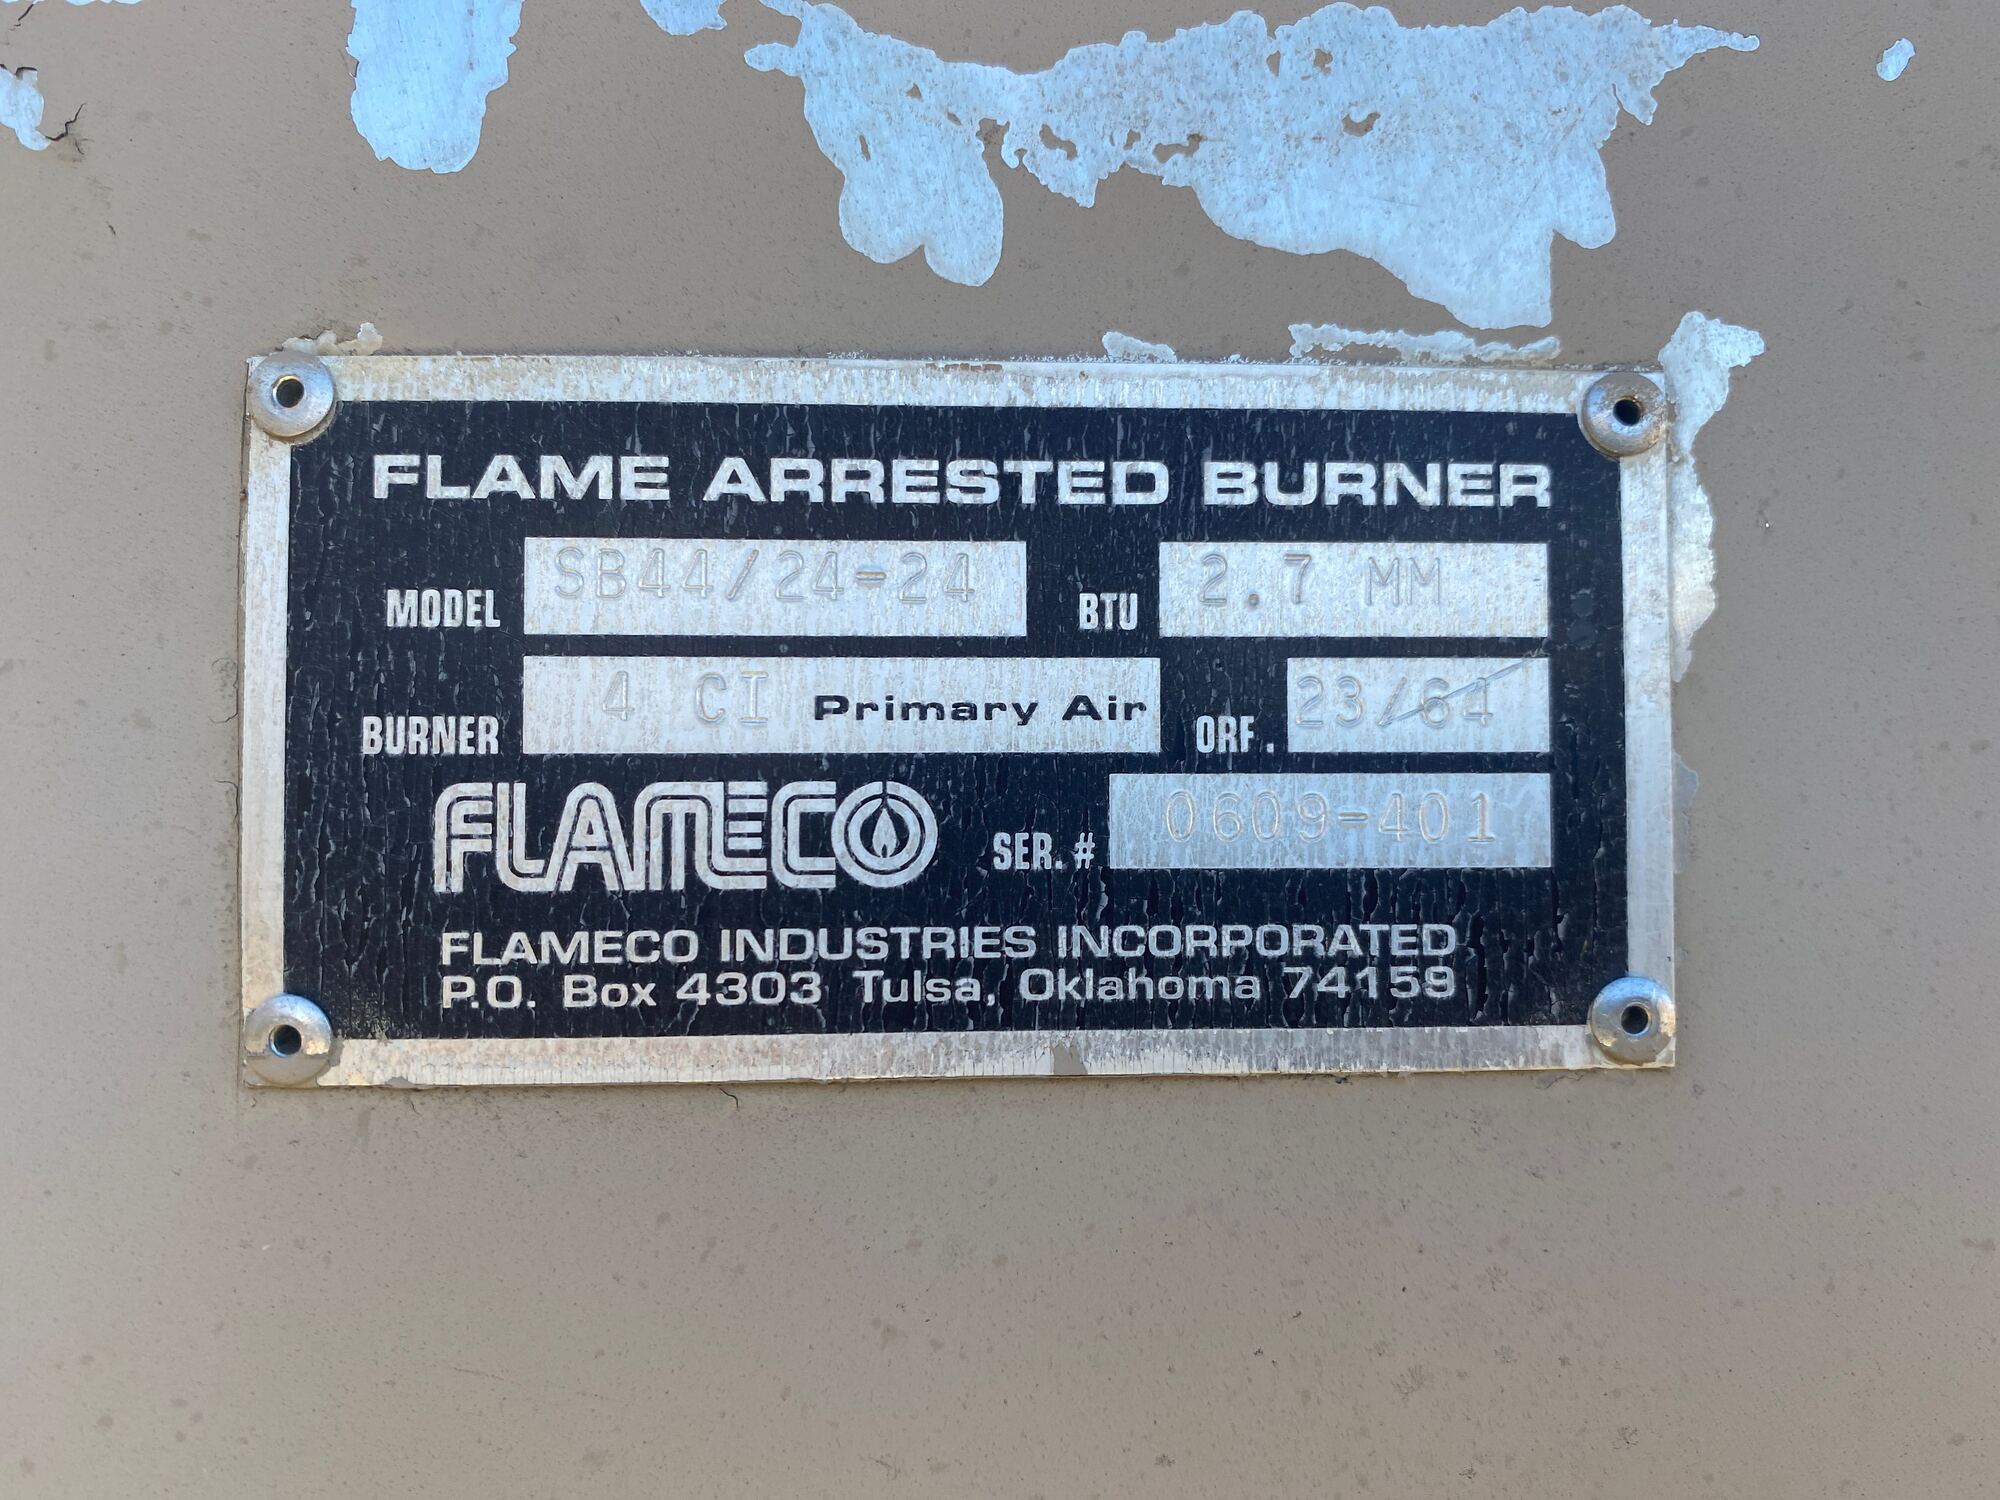 FLAME ARRESTED BURNER
MODEL SB44/24-24 BTU 2.7 MM
BURNER 4 CI Primary Air ORF. 23/64
FLAMECO SER. # 0609-401
FLAMECO INDUSTRIES INCORPORATED
P.O. Box 4303 Tulsa, Oklahoma 74159